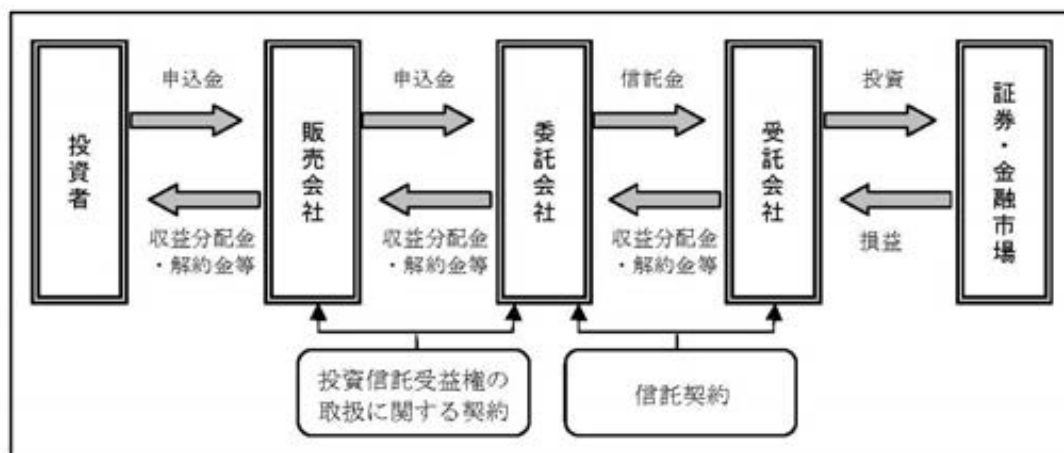 投資者
申込金
収益分配金
・解約金等
販売会社
申込金
収益分配金
・解約金等
委託会社
信託金
収益分配金
・解約金等
受託会社
投資
損益
証券・金融市場
投資信託受益権の
取扱に関する契約
信託契約